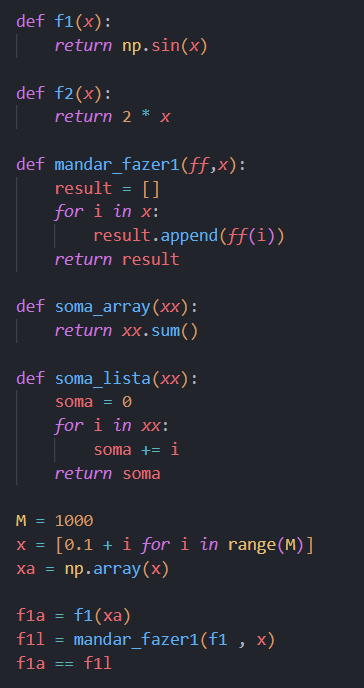 def f1(x):
    return np.sin(x)

def f2(x):
    return 2 * x

def mandar_fazer1(ff,x):
    result = []
    for i in x:
        result.append(ff(i))
    return result

def soma_array(xx):
    return xx.sum()

def soma_lista(xx):
    soma = 0
    for i in xx:
        soma += i
    return soma

M = 1000
x = [0.1 + i for i in range(M)]
xa = np.array(x)

f1a = f1(xa)
f1l = mandar_fazer1(f1 , x)
f1a == f1l